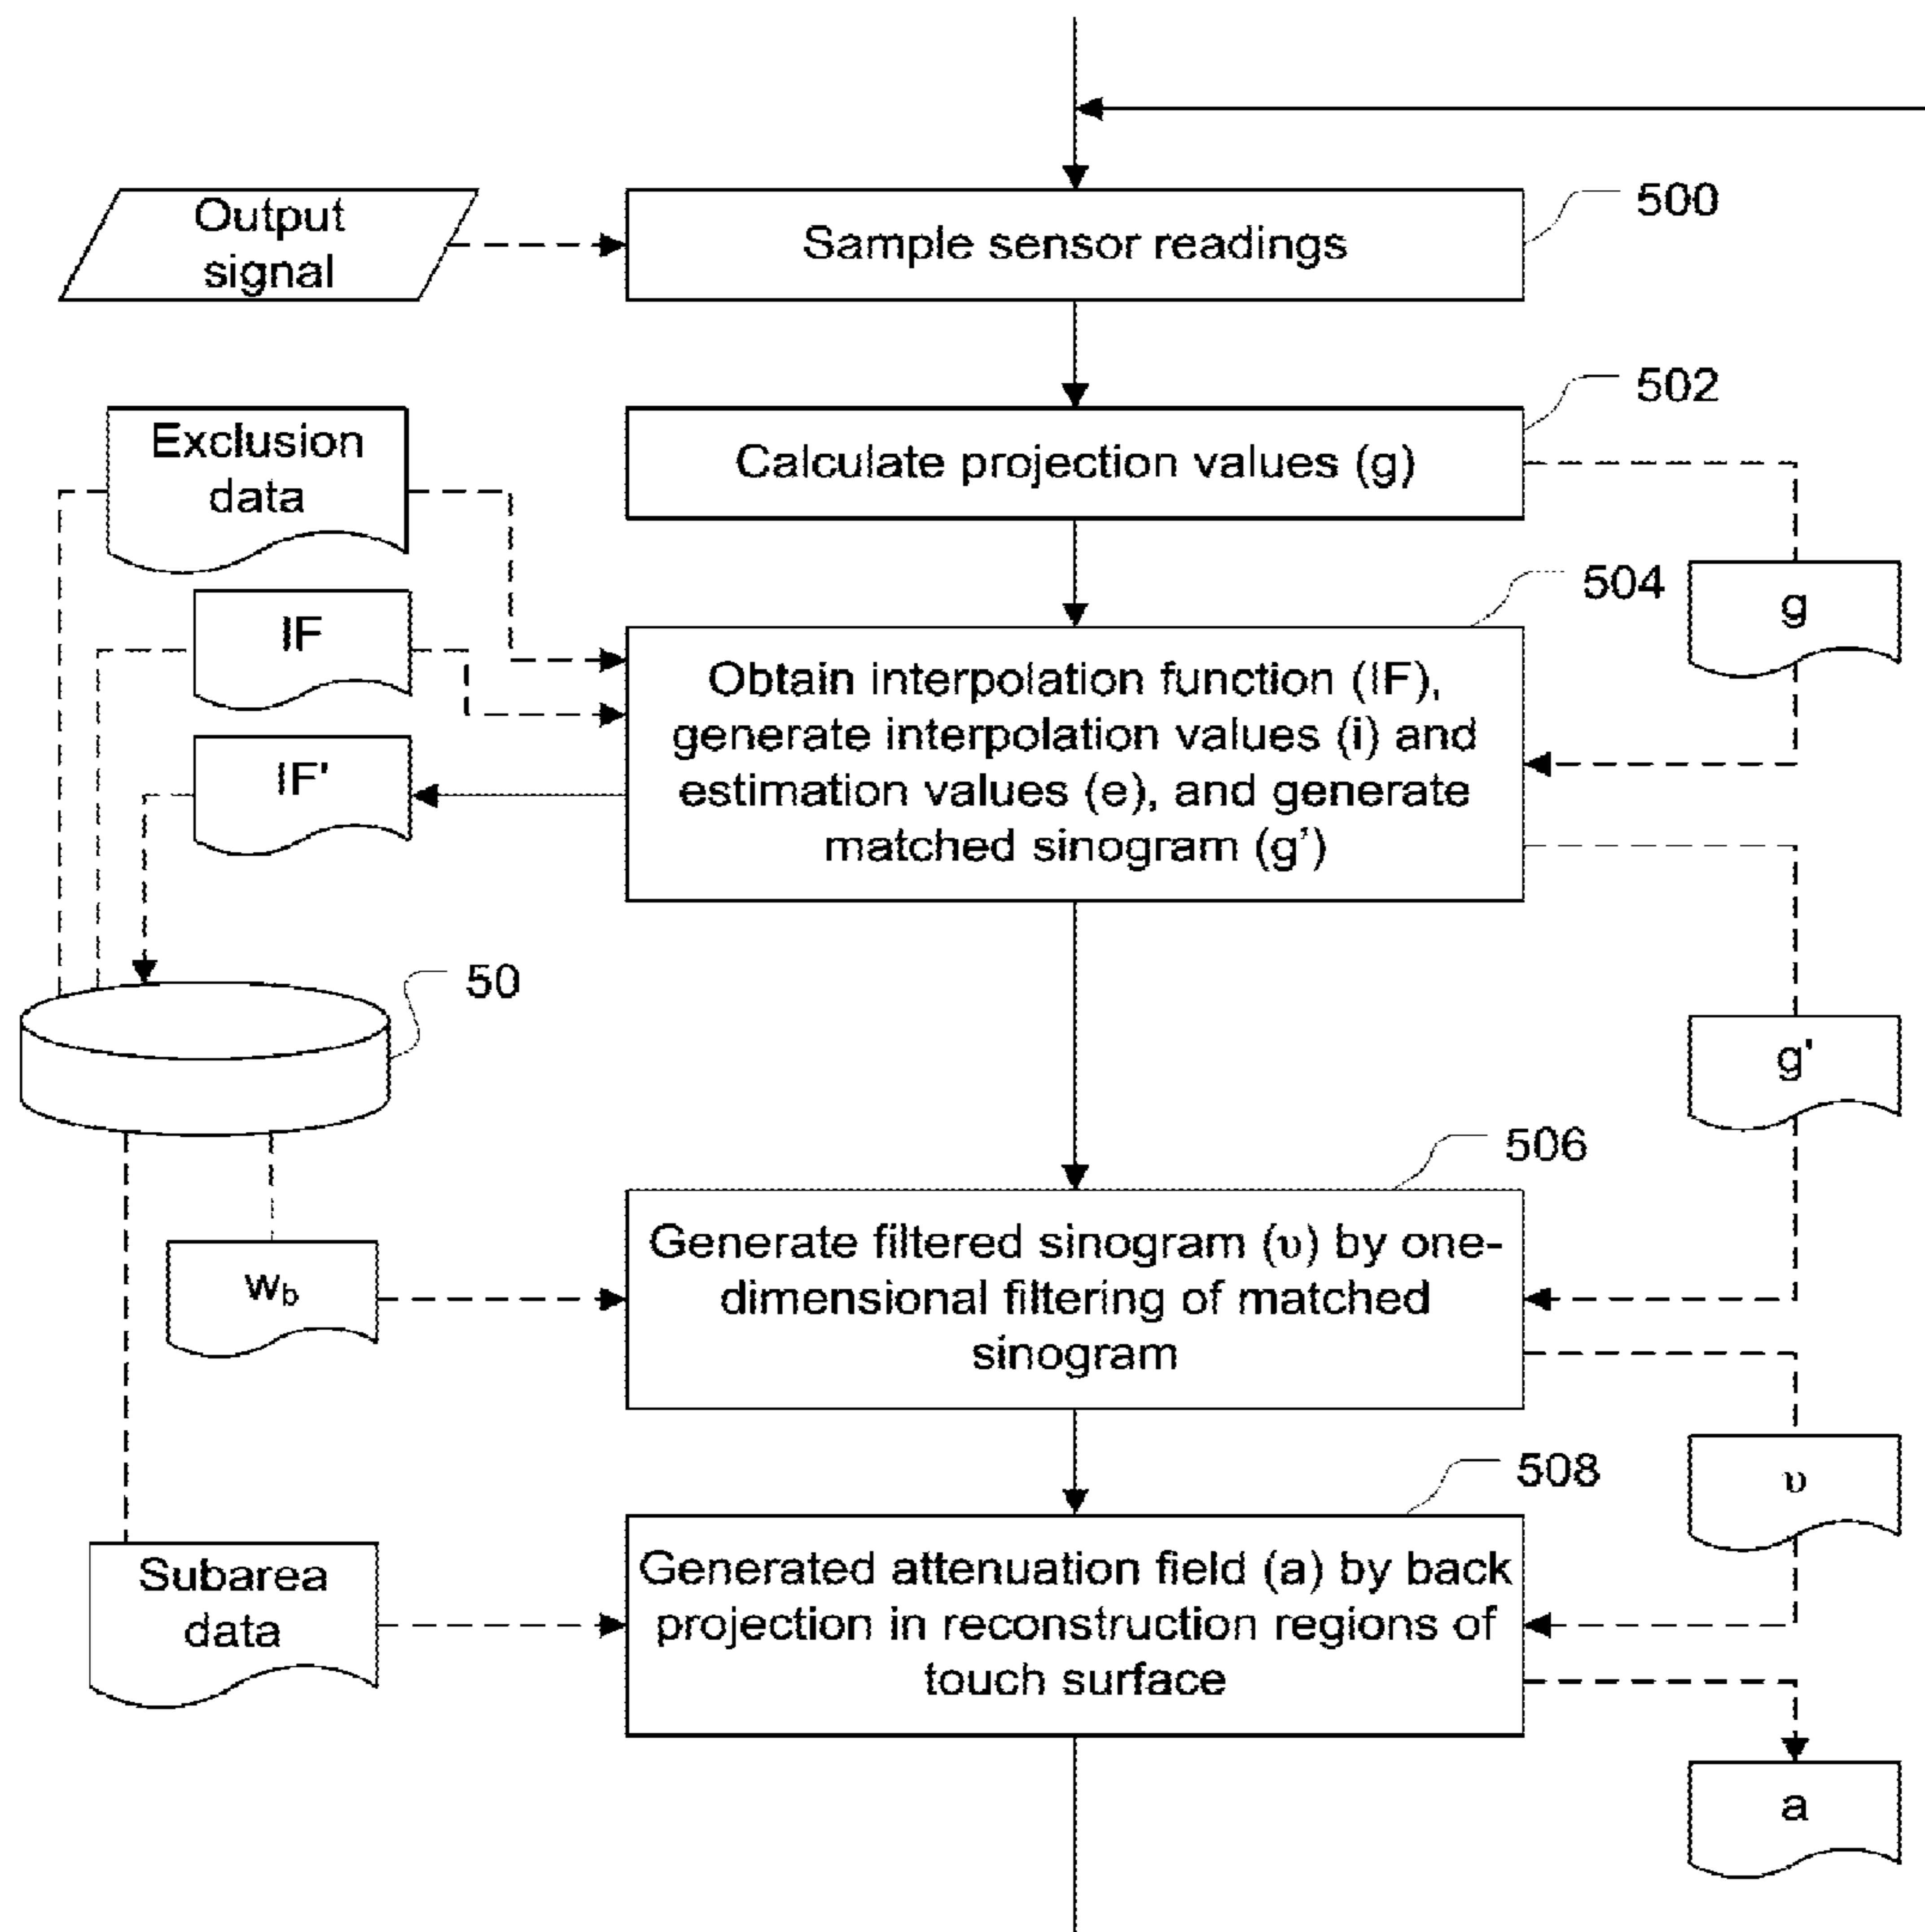 Output
signal
Sample sensor readings
500
Exclusion
data
Calculate projection values (g)
502
g
IF
IF'
Obtain interpolation function (IF),
generate interpolation values (i) and
estimation values (e), and generate
matched sinogram (g')
504
50
g'
wb
Generate filtered sinogram (υ) by one-
dimensional filtering of matched
sinogram
506
υ
Subarea
data
Generated attenuation field (a) by back
projection in reconstruction regions of
touch surface
508
a